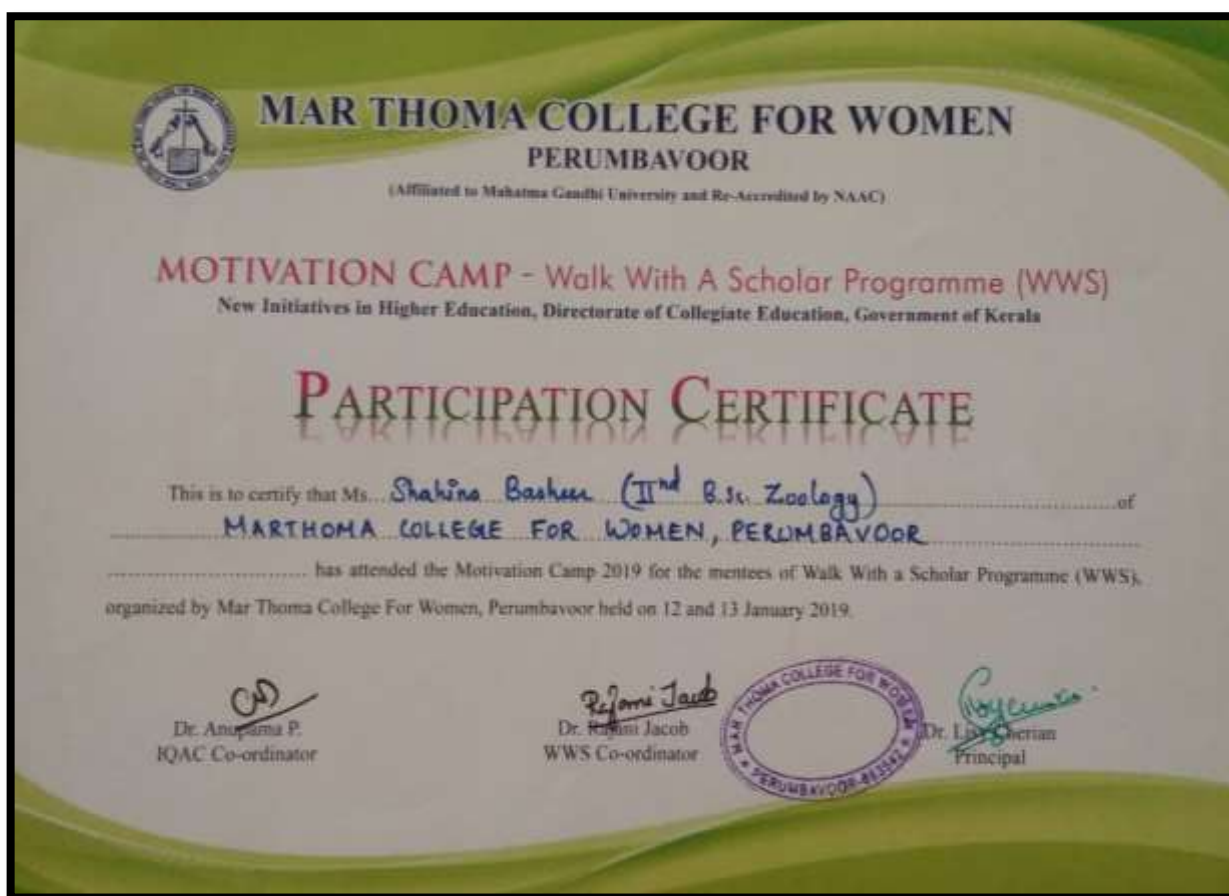 MAR THOMA COLLEGE FOR WOMEN
PERUMBAVOOR
(Affiliated to Mahatma Gandhi University and Re-Accredited by NAAC)
MOTIVATION CAMP - Walk With A Scholar Programme (WWS)
New Initiatives in Higher Education, Directorate of Collegiate Education, Government of Kerala
PARTICIPATION CERTIFICATE
This is to certify that Ms. Shahina Basheer (IInd B.Sc. Zoology) of
MARTHOMA COLLEGE FOR WOMEN, PERUMBAVOOR
has attended the Motivation Camp 2019 for the mentees of Walk With a Scholar Programme (WWS),
organized by Mar Thoma College For Women, Perumbavoor held on 12 and 13 January 2019.
Rajani Jacob
MAR THOMA COLLEGE FOR WOMEN
PERUMBAVOOR-683542
Dr. Anupama P. Dr. Rajani Jacob Dr. Cherian
IQAC Co-ordinator WWS Co-ordinator Principal